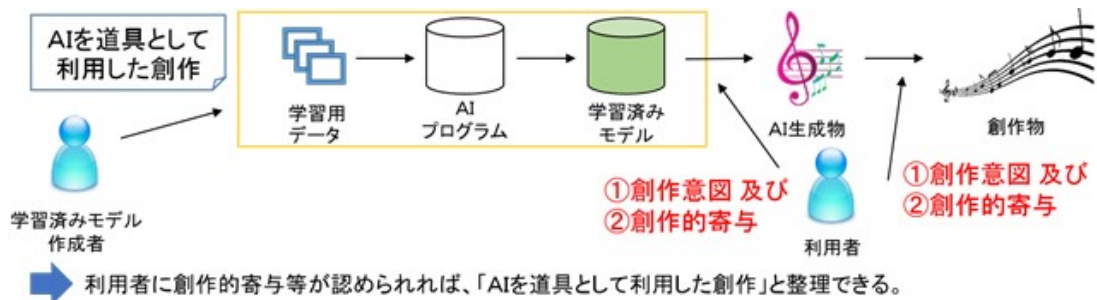 AIを道具として
利用した創作
学習用
データ
AI
プログラム
学習済み
モデル
AI生成物
創作物
学習済みモデル
作成者
①創作意図 及び
②創作的寄与
利用者
①創作意図 及び
②創作的寄与
利用者に創作的寄与等が認められれば、「AIを道具として利用した創作」と整理できる。